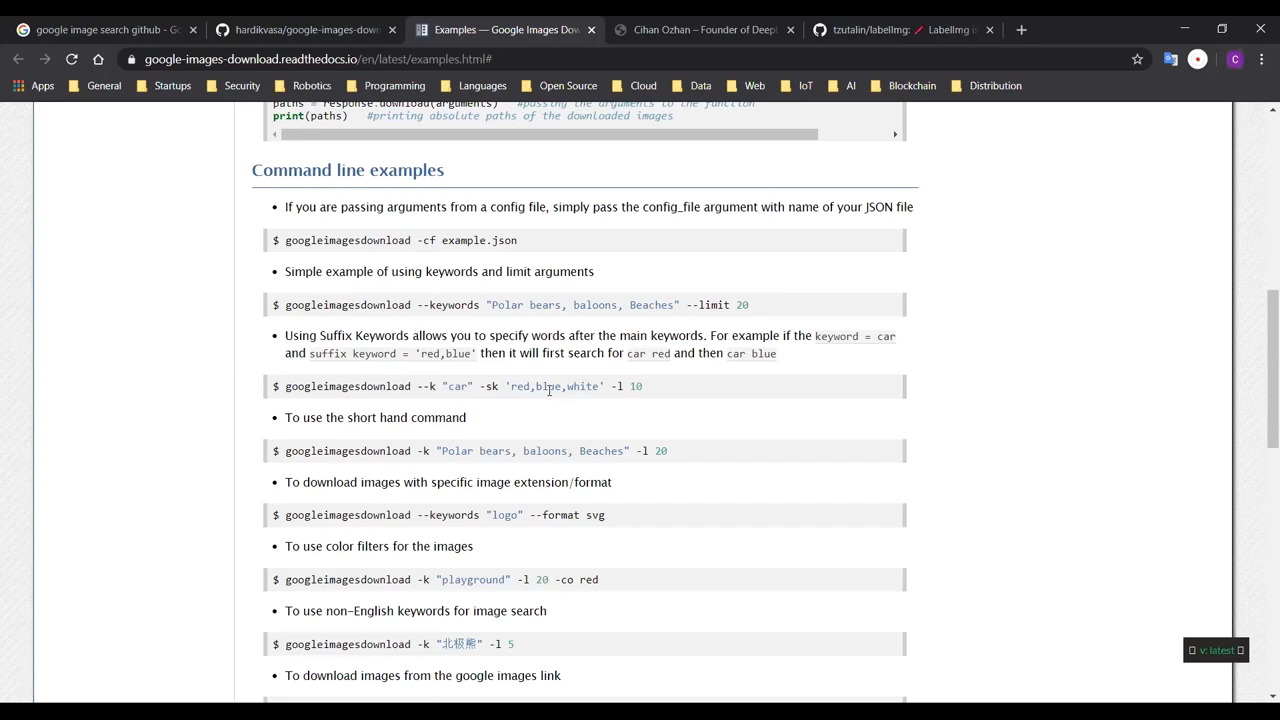 google image search github - G
hardikvasa/google-images-down
Examples — Google Images Dow
Cihan Ozhan – Founder of DeepL
tzutalin/labelImg: LabelImg is
google-images-download.readthedocs.io/en/latest/examples.html#
C
Apps General Startups Security Robotics Programming Languages Open Source Cloud Data Web IoT AI Blockchain Distribution
paths = response.download(arguments) #passing the arguments to the function
print(paths) #printing absolute paths of the downloaded images
Command line examples
• If you are passing arguments from a config file, simply pass the config_file argument with name of your JSON file
$ googleimagesdownload -cf example.json
• Simple example of using keywords and limit arguments
$ googleimagesdownload --keywords "Polar bears, baloons, Beaches" --limit 20
• Using Suffix Keywords allows you to specify words after the main keywords. For example if the keyword = car
and suffix keyword = 'red,blue' then it will first search for car red and then car blue
$ googleimagesdownload --k "car" -sk 'red,blue,white' -l 10
• To use the short hand command
$ googleimagesdownload -k "Polar bears, baloons, Beaches" -l 20
• To download images with specific image extension/format
$ googleimagesdownload --keywords "logo" --format svg
• To use color filters for the images
$ googleimagesdownload -k "playground" -l 20 -co red
• To use non-English keywords for image search
$ googleimagesdownload -k "北极熊" -l 5
v: latest
• To download images from the google images link